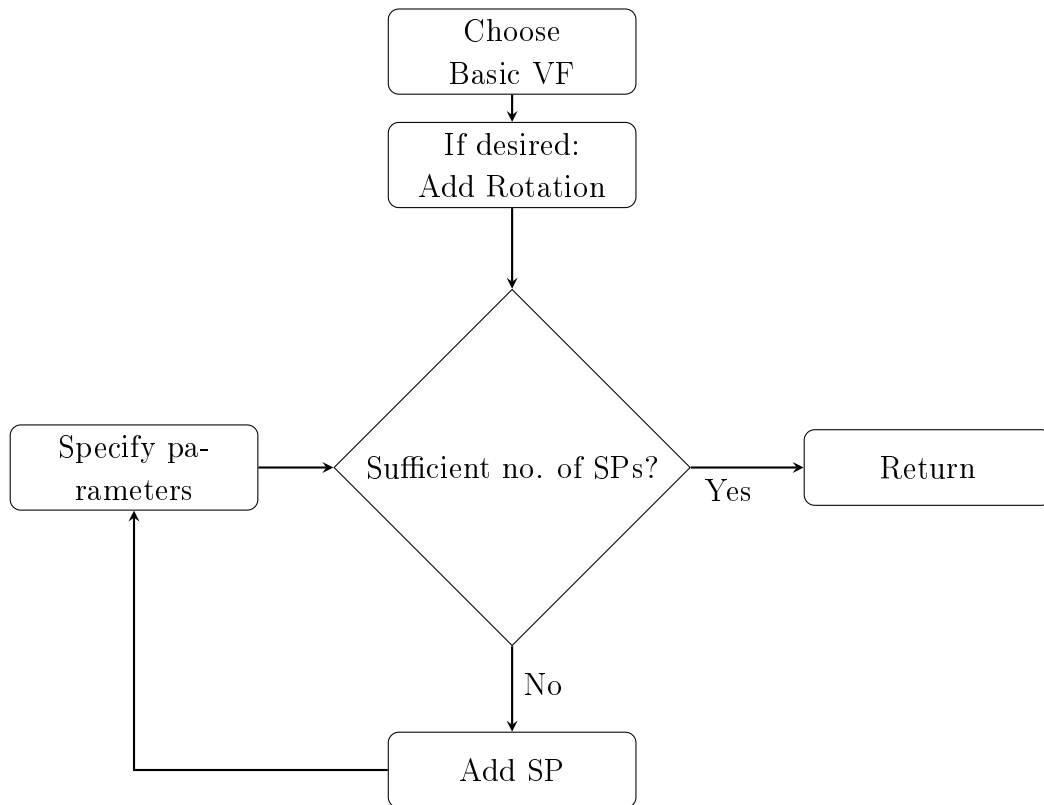 Choose
Basic VF
If desired:
Add Rotation
Specify pa-
rameters
Sufficient no. of SPs?
Yes
Return
No
Add SP